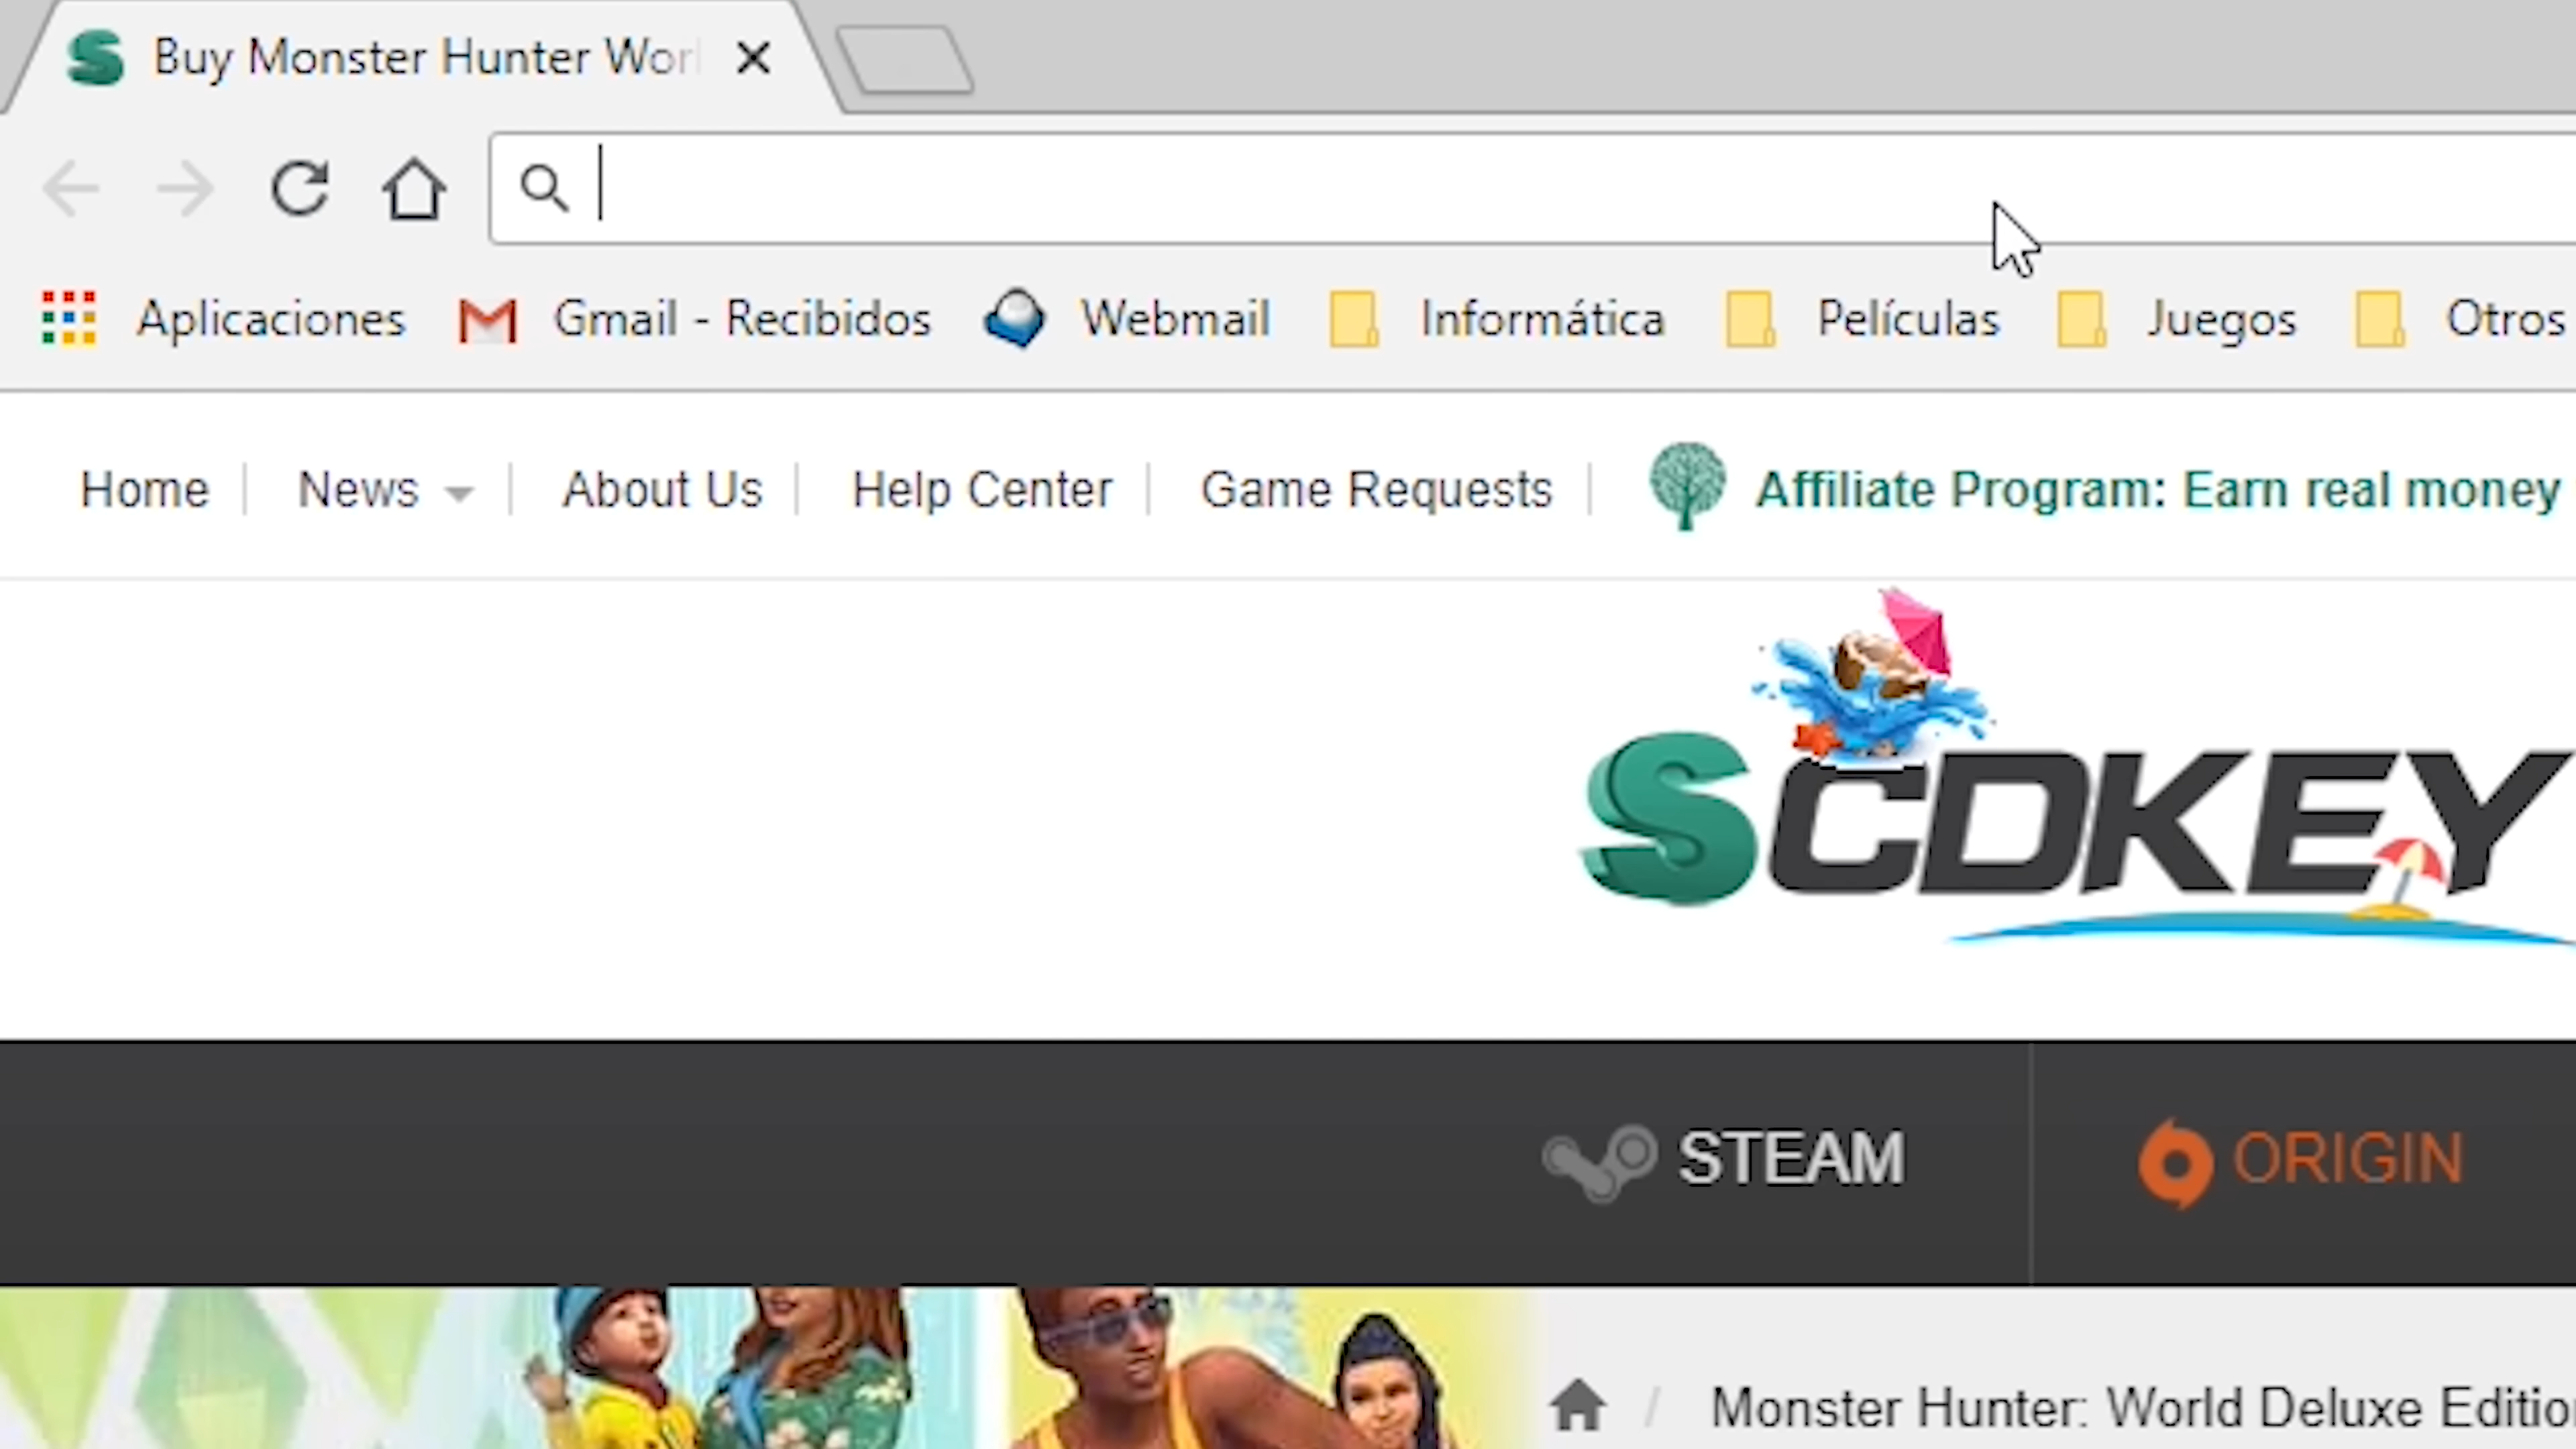 Buy Monster Hunter Worl
Aplicaciones Gmail - Recibidos Webmail Informática Películas Juegos Otros
Home News About Us Help Center Game Requests Affiliate Program: Earn real money
SCDKEY
STEAM ORIGIN
/ Monster Hunter: World Deluxe Editio